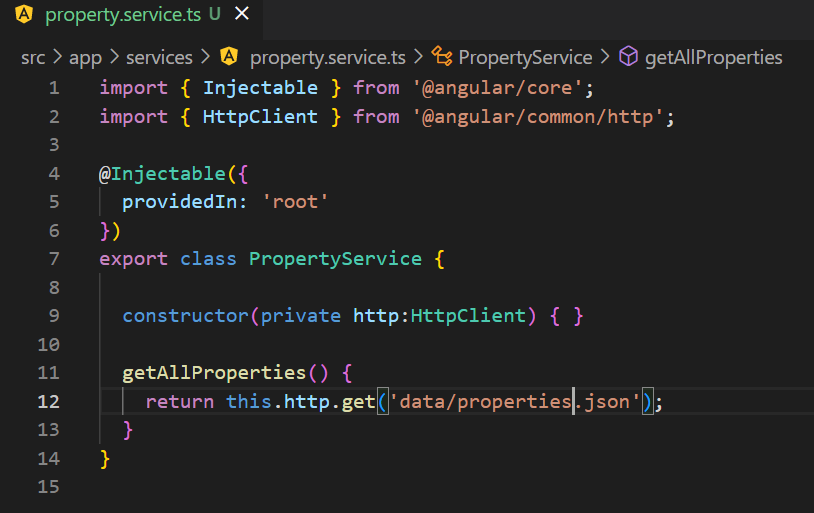 property.service.ts U ×
src > app > services > property.service.ts > PropertyService > getAllProperties
1 import { Injectable } from '@angular/core';
2 import { HttpClient } from '@angular/common/http';
3
4 @Injectable({
5   providedIn: 'root'
6 })
7 export class PropertyService {
8
9   constructor(private http:HttpClient) { }
10
11   getAllProperties() {
12     return this.http.get('data/properties.json');
13   }
14 }
15